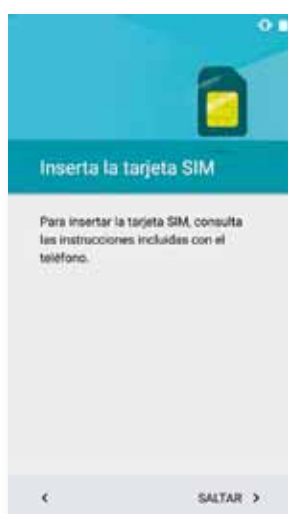 Inserta la tarjeta SIM
Para insertar la tarjeta SIM, consulta
las instrucciones incluidas con el
teléfono.
SALTAR